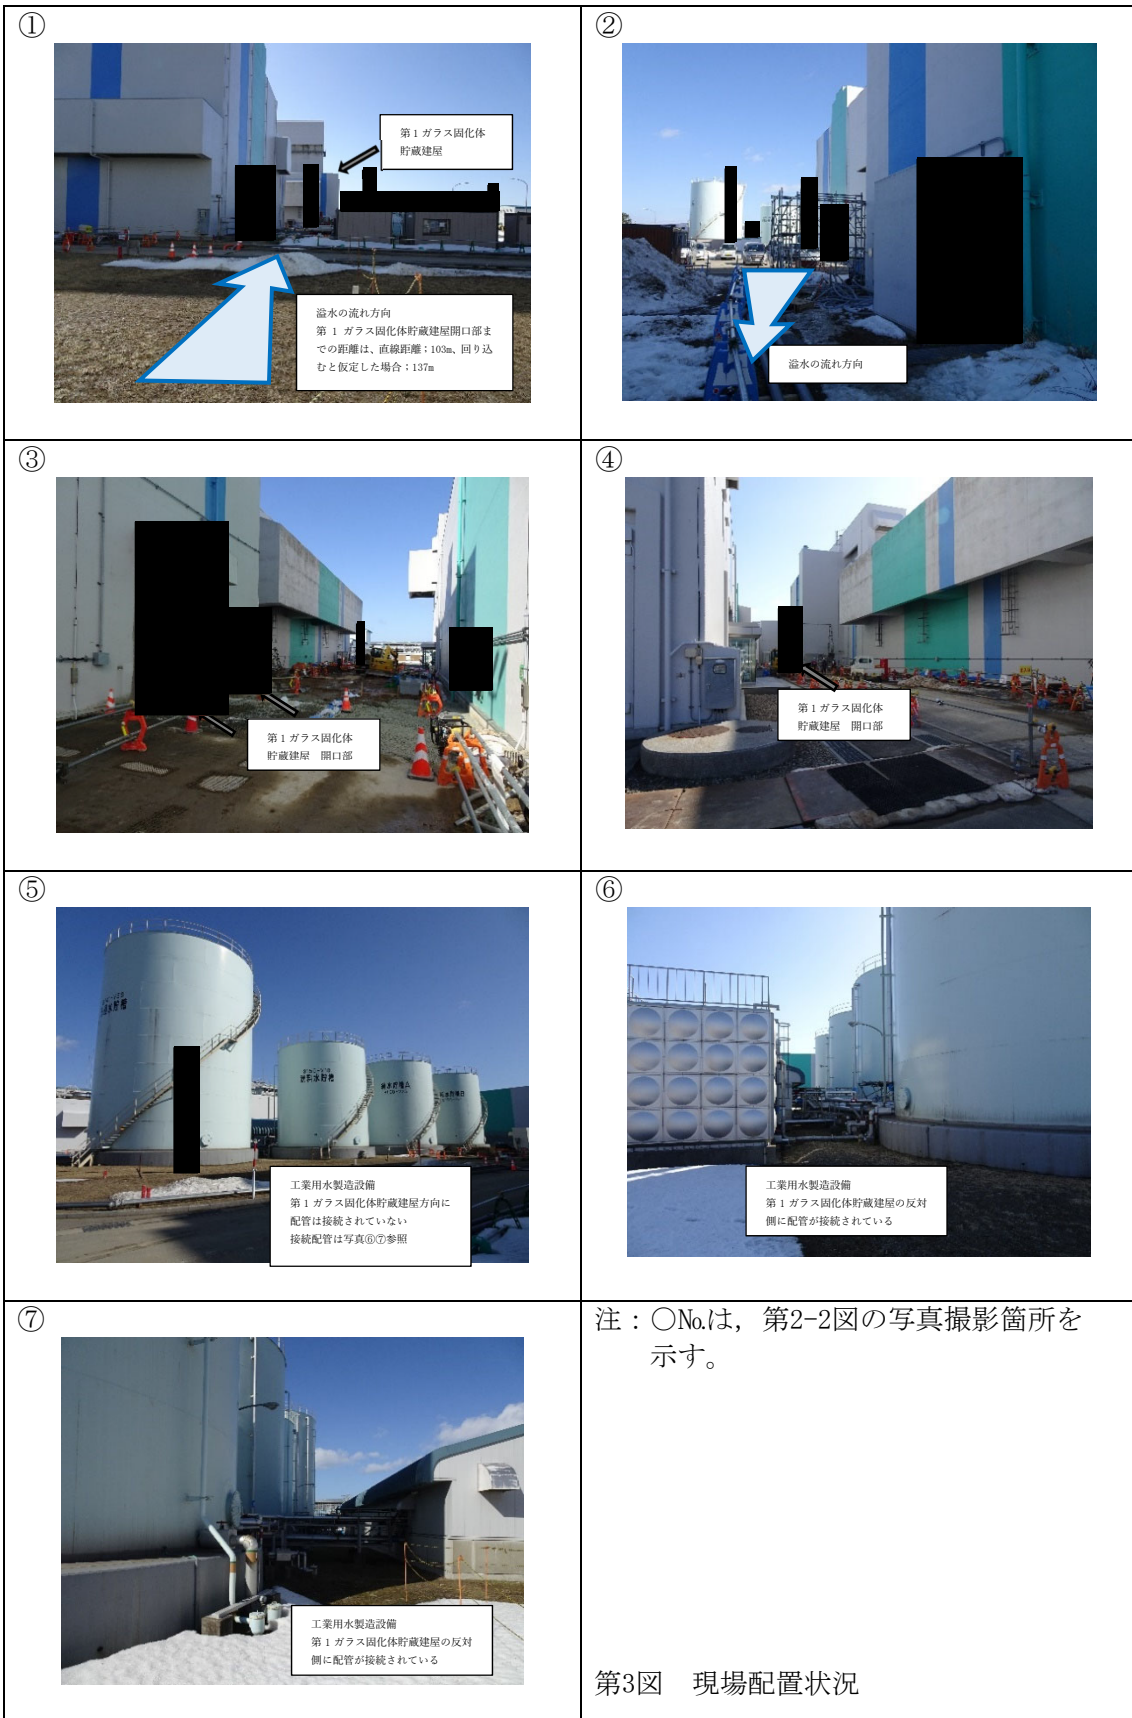 ①
第1ガラス固化体
貯蔵建屋
溢水の流れ方向
第 1 ガラス固化体貯蔵建屋開口部ま
での距離は、直線距離;103m、回り込
むと仮定した場合;137m
②
溢水の流れ方向
③
第1ガラス固化体
貯蔵建屋 開口部
④
第1ガラス固化体
貯蔵建屋 開口部
⑤
工業用水製造設備
第1ガラス固化体貯蔵建屋方向に
配管は接続されていない
接続配管は写真⑥⑦参照
⑥
工業用水製造設備
第1ガラス固化体貯蔵建屋の反対
側に配管が接続されている
⑦
工業用水製造設備
第1ガラス固化体貯蔵建屋の反対
側に配管が接続されている
注:○№は,第2-2図の写真撮影箇所を
示す。
第3図 現場配置状況